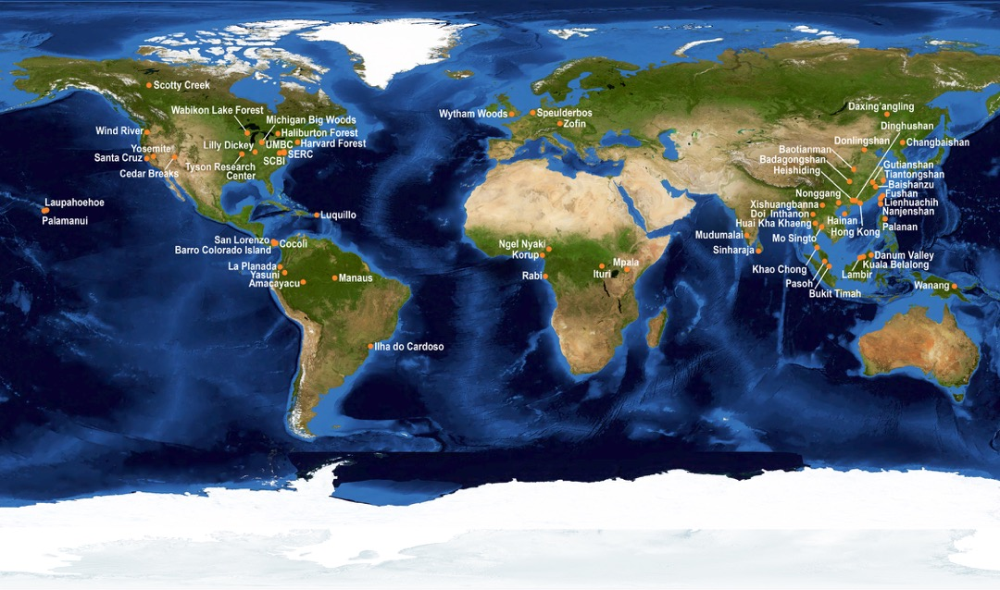 Scotty Creek
Wabikon Lake Forest
Michigan Big Woods
Wind River
Haliburton Forest
Lilly Dickey
UMBC
Harvard Forest
Yosemite
SERC
Santa Cruz
SCBI
Cedar Breaks
Tyson Research
Center
Laupahoehoe
Palamanui
Luquillo
San Lorenzo
Cocoli
Barro Colorado Island
La Planada
Yasuni
Amacayacu
Manaus
Ilha do Cardoso
Wytham Woods
Speulderbos
Zofin
Ngel Nyaki
Korup
Rabi
Mpala
Ituri
Daxing'angling
Dinghushan
Donlingshan
Changbaishan
Baotianman
Badagongshan
Heishiding
Gutianshan
Tiantongshan
Baishanzu
Nonggang
Fushan
Lienhuachih
Xishuangbanna
Nanjenshan
Doi Inthanon
Huai Kha Khaeng
Hainan
Palanan
Hong Kong
Mudumalai
Mo Singto
Sinharaja
Danum Valley
Kuala Belalong
Khao Chong
Lambir
Pasoh
Bukit Timah
Wanang